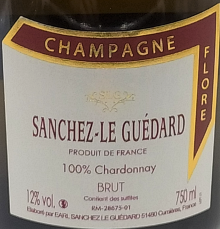 CHAMPAGNE
FLORE
SANCHEZ-LE GUÉDARD
PRODUIT DE FRANCE
100% Chardonnay
BRUT
12% vol.
Contient des sulfites
750 ml
RM-28675-01
Elaboré par EARL SANCHEZ LE GUÉDARD 51480 Cumières, France